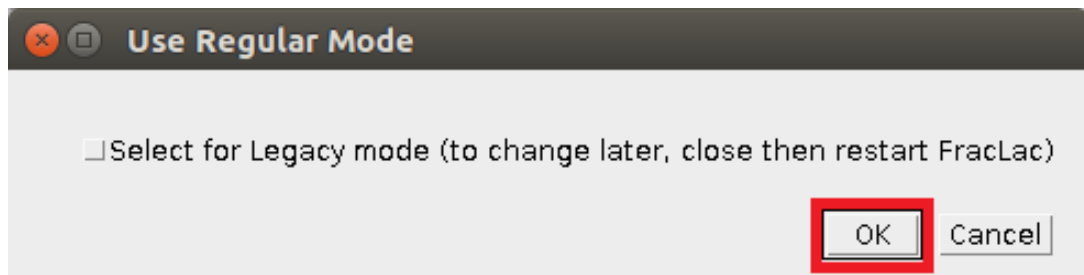 Use Regular Mode
Select for Legacy mode (to change later, close then restart FracLac)
OK Cancel